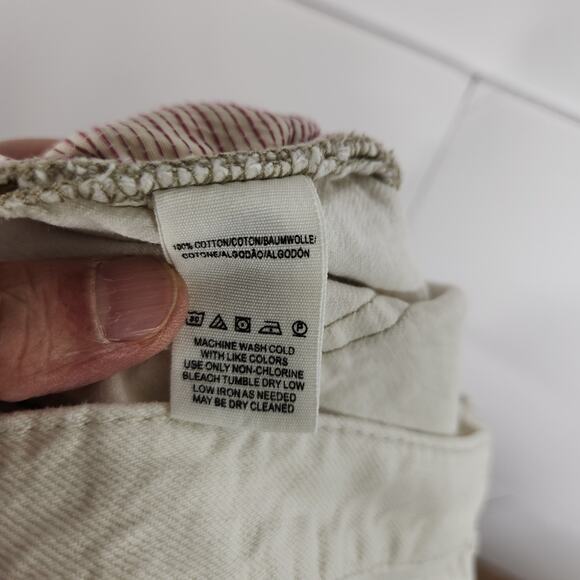 100% COTTON/COTON/BAUMWOLLE/
COTONE/ALGODÃO/ALGODÓN
30 P
MACHINE WASH COLD
WITH LIKE COLORS
USE ONLY NON-CHLORINE
BLEACH TUMBLE DRY LOW
LOW IRON AS NEEDED
MAY BE DRY CLEANED